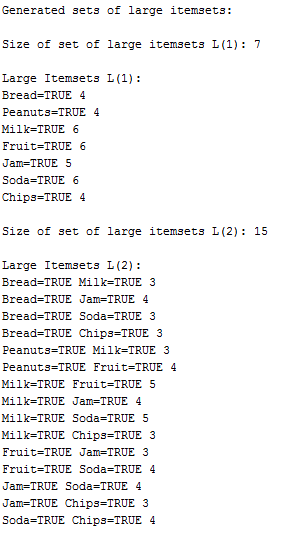 Generated sets of large itemsets:
Size of set of large itemsets L(1): 7
Large Itemsets L(1):
Bread=TRUE 4
Peanuts=TRUE 4
Milk=TRUE 6
Fruit=TRUE 6
Jam=TRUE 5
Soda=TRUE 6
Chips=TRUE 4
Size of set of large itemsets L(2): 15
Large Itemsets L(2):
Bread=TRUE Milk=TRUE 3
Bread=TRUE Jam=TRUE 4
Bread=TRUE Soda=TRUE 3
Bread=TRUE Chips=TRUE 3
Peanuts=TRUE Milk=TRUE 3
Peanuts=TRUE Fruit=TRUE 4
Milk=TRUE Fruit=TRUE 5
Milk=TRUE Jam=TRUE 4
Milk=TRUE Soda=TRUE 5
Milk=TRUE Chips=TRUE 3
Fruit=TRUE Jam=TRUE 3
Fruit=TRUE Soda=TRUE 4
Jam=TRUE Soda=TRUE 4
Jam=TRUE Chips=TRUE 3
Soda=TRUE Chips=TRUE 4